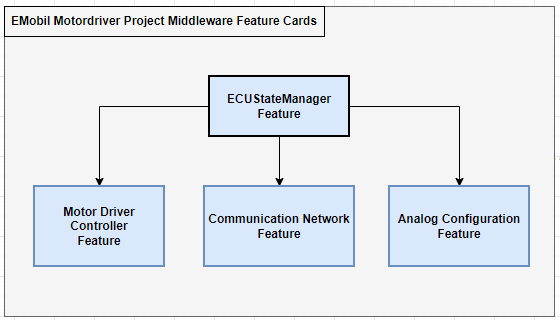 EMobil Motordriver Project Middleware Feature Cards
ECUStateManager
Feature
Motor Driver
Controller
Feature
Communication Network
Feature
Analog Configuration
Feature